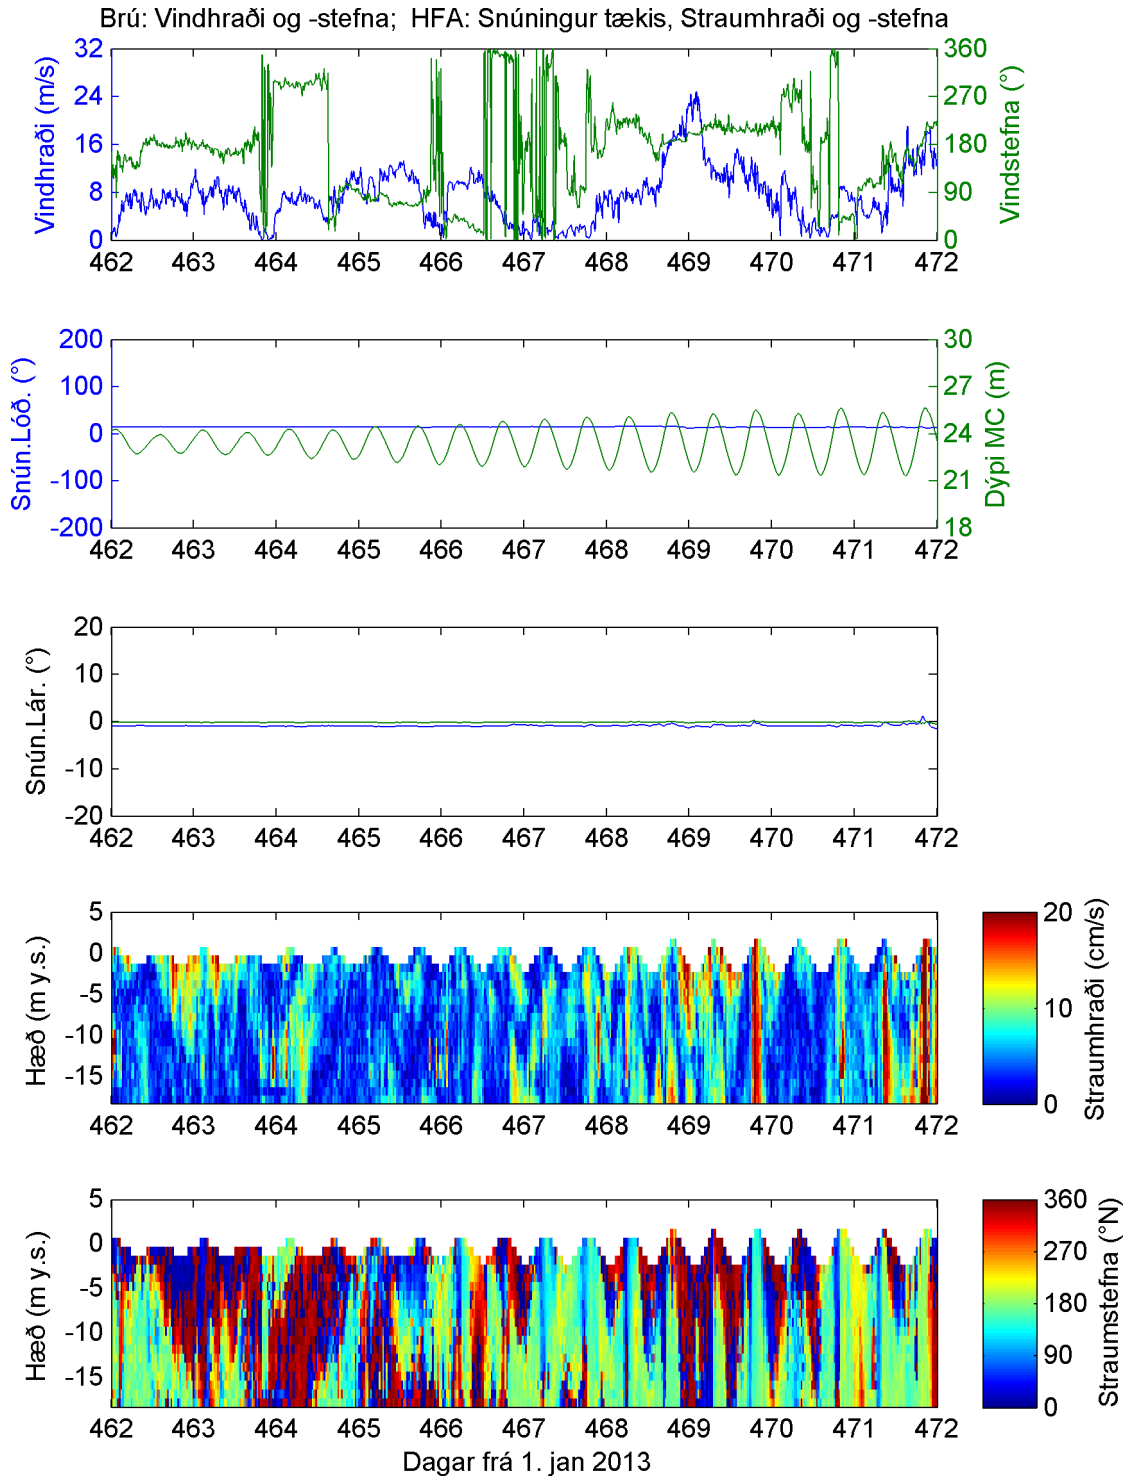 Brú: Vindhraði og -stefna;  HFA: Snúningur tækis, Straumhraði og -stefna
Vindhraði (m/s)
32
24
16
8
0
360
270
180
90
0
Vindstefna (°)
462 463 464 465 466 467 468 469 470 471 472
Snún.Lóð. (°)
200
100
0
-100
-200
30
27
24
21
18
Dýpi MC (m)
462 463 464 465 466 467 468 469 470 471 472
Snún.Lár. (°)
20
10
0
-10
-20
462 463 464 465 466 467 468 469 470 471 472
Hæð (m y.s.)
5
0
-5
-10
-15
462 463 464 465 466 467 468 469 470 471 472
20
10
0
Straumhraði (cm/s)
Hæð (m y.s.)
5
0
-5
-10
-15
462 463 464 465 466 467 468 469 470 471 472
360
270
180
90
0
Straumstefna (°N)
Dagar frá 1. jan 2013